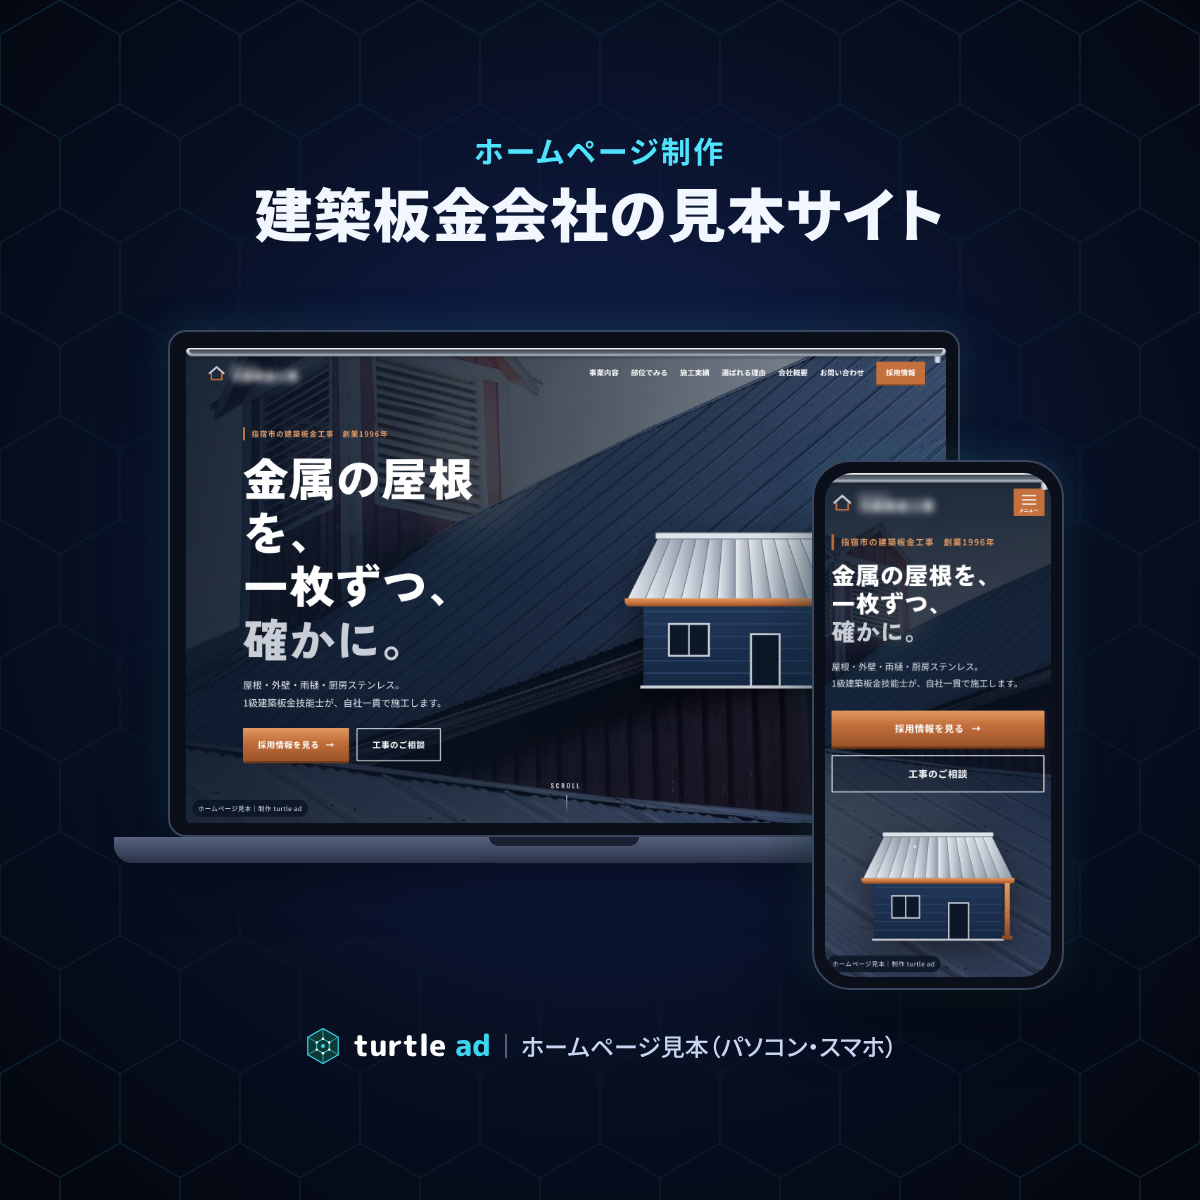 ホームページ制作
建築板金会社の見本サイト
事業内容 部位でみる 施工実績 選ばれる理由 会社概要 お問い合わせ 採用情報
指宿市の建築板金工事 創業1996年
金属の屋根
を、
一枚ずつ、
確かに。
屋根・外壁・雨樋・厨房ステンレス。
1級建築板金技能士が、自社一貫で施工します。
採用情報を見る → 工事のご相談
SCROLL
ホームページ見本｜制作 turtle ad
メニュー
指宿市の建築板金工事 創業1996年
金属の屋根を、
一枚ずつ、
確かに。
屋根・外壁・雨樋・厨房ステンレス。
1級建築板金技能士が、自社一貫で施工します。
採用情報を見る →
工事のご相談
ホームページ見本｜制作 turtle ad
turtle ad｜ホームページ見本（パソコン・スマホ）